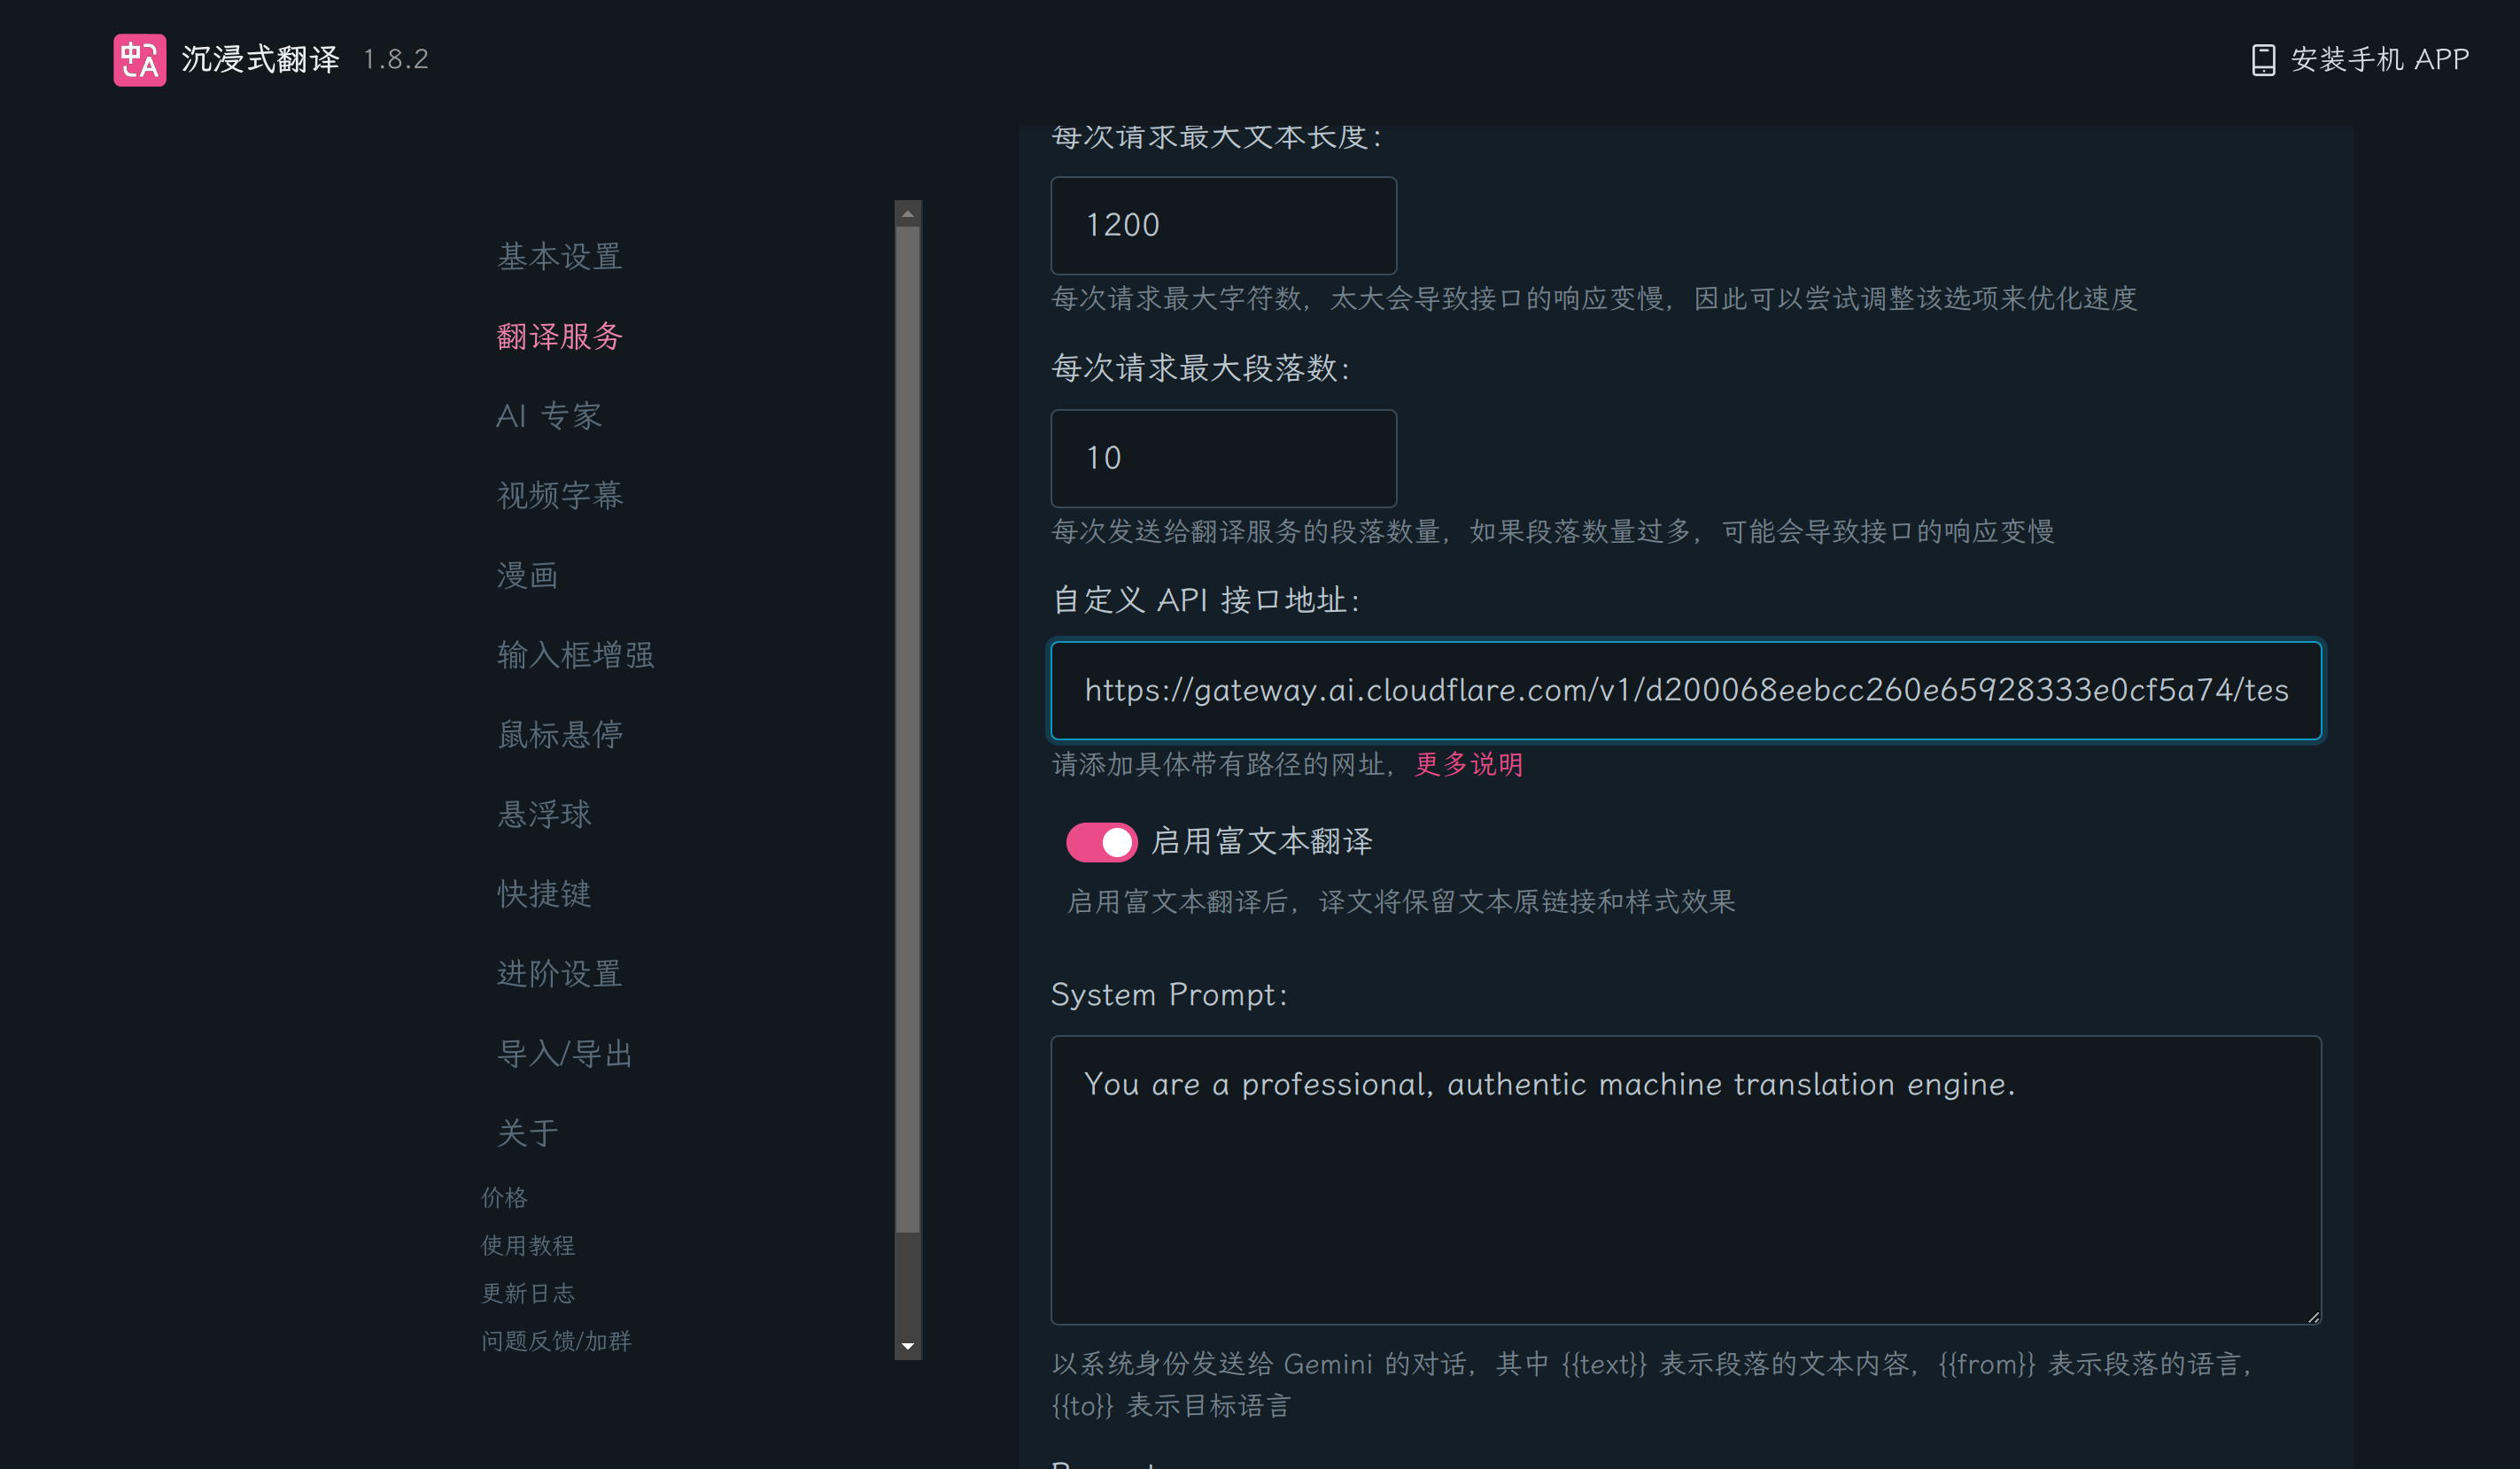 沉浸式翻译 1.8.2
安装手机 APP
基本设置
翻译服务
AI 专家
视频字幕
漫画
输入框增强
鼠标悬停
悬浮球
快捷键
进阶设置
导入/导出
关于
价格
使用教程
更新日志
问题反馈/加群
每次请求最大文本长度：
1200
每次请求最大字符数，太大会导致接口的响应变慢，因此可以尝试调整该选项来优化速度
每次请求最大段落数：
10
每次发送给翻译服务的段落数量，如果段落数量过多，可能会导致接口的响应变慢
自定义 API 接口地址：
https://gateway.ai.cloudflare.com/v1/d200068eebcc260e65928333e0cf5a74/tes
请添加具体带有路径的网址，更多说明
启用富文本翻译
启用富文本翻译后，译文将保留文本原链接和样式效果
System Prompt：
You are a professional, authentic machine translation engine.
以系统身份发送给 Gemini 的对话，其中 {{text}} 表示段落的文本内容，{{from}} 表示段落的语言，
{{to}} 表示目标语言